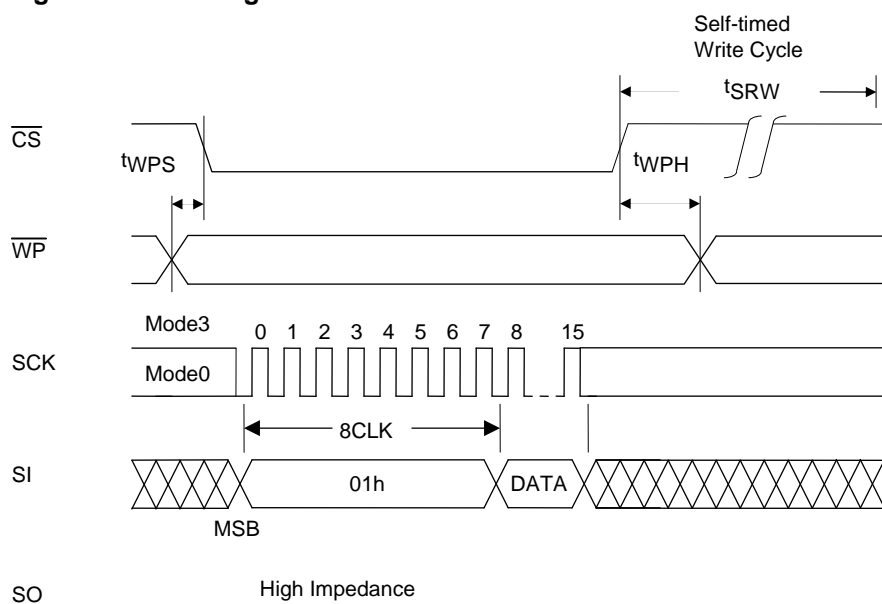 Self-timed
Write Cycle
tSRW
CS
tWPS
tWPH
WP
Mode3
0 1 2 3 4 5 6 7 8 15
SCK
Mode0
8CLK
SI
01h
DATA
MSB
High Impedance
SO